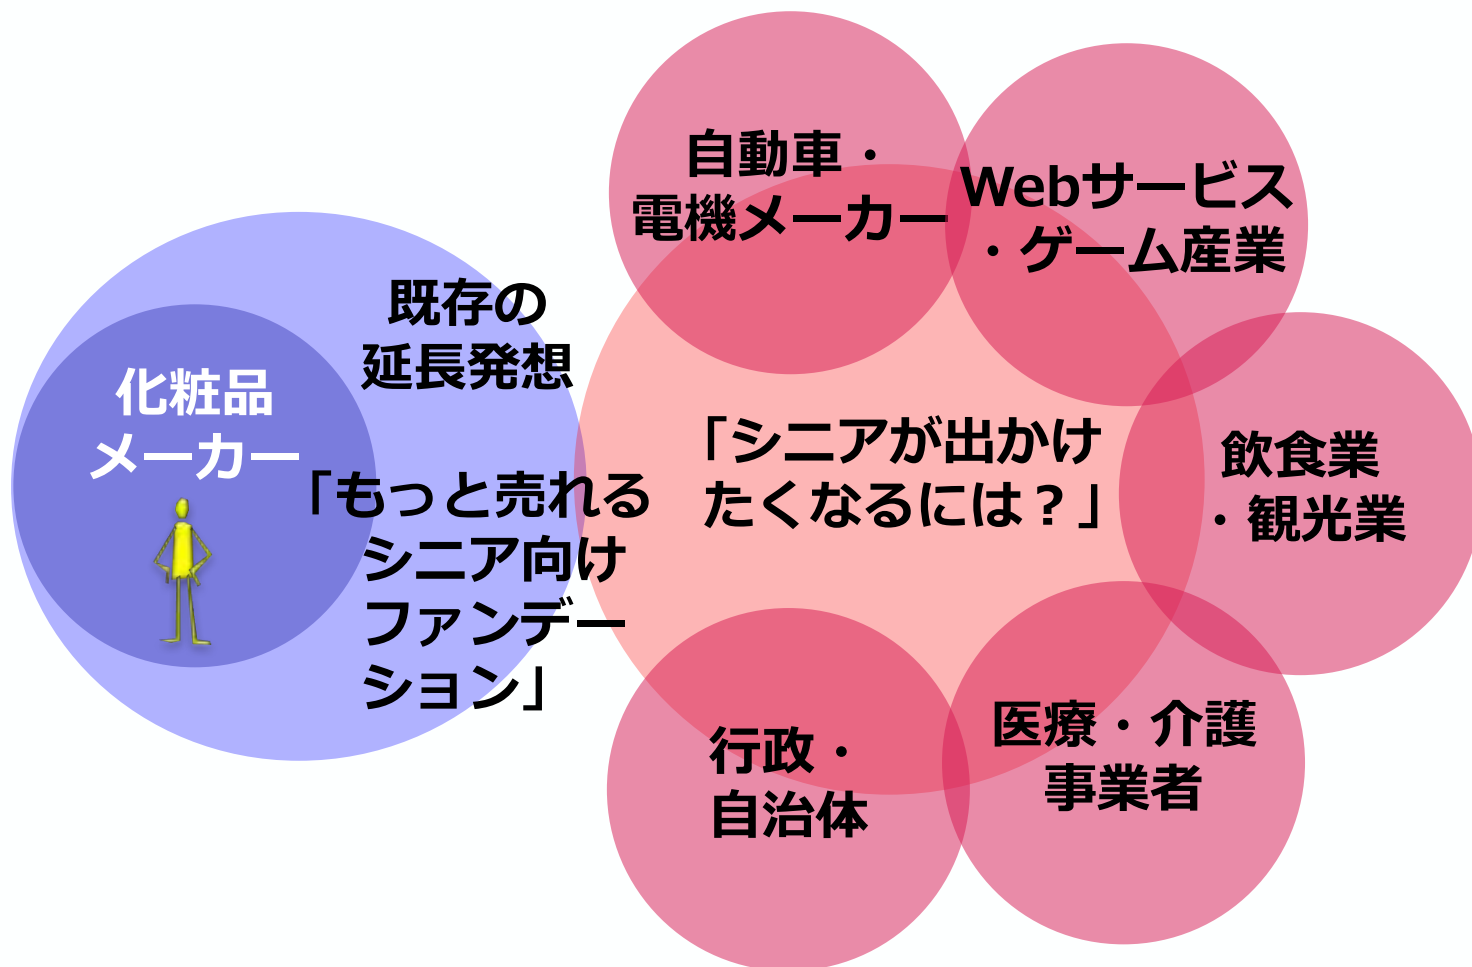 化粧品
メーカー
既存の
延長発想
「もっと売れる
シニア向け
ファンデー
ション」
「シニアが出かけ
たくなるには？」
自動車・
電機メーカー
Webサービス
・ゲーム産業
飲食業
・観光業
医療・介護
事業者
行政・
自治体